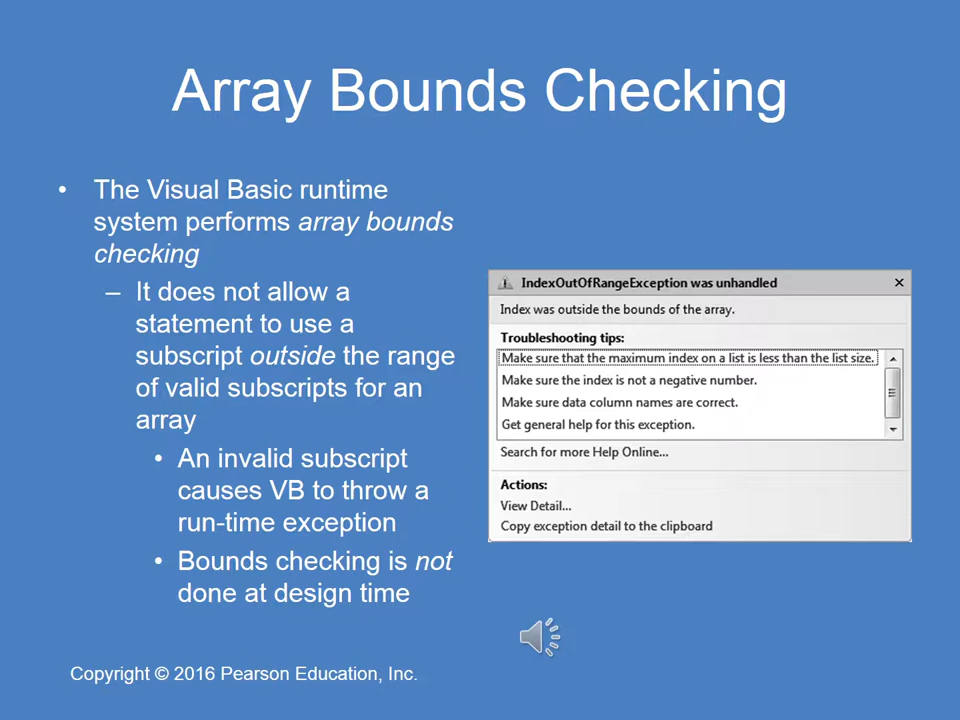 Array Bounds Checking
• The Visual Basic runtime
system performs array bounds
checking
– It does not allow a
statement to use a
subscript outside the range
of valid subscripts for an
array
• An invalid subscript
causes VB to throw a
run-time exception
• Bounds checking is not
done at design time
IndexOutOfRangeException was unhandled
Index was outside the bounds of the array.
Troubleshooting tips:
Make sure that the maximum index on a list is less than the list size.
Make sure the index is not a negative number.
Make sure data column names are correct.
Get general help for this exception.
Search for more Help Online...
Actions:
View Detail...
Copy exception detail to the clipboard
Copyright © 2016 Pearson Education, Inc.